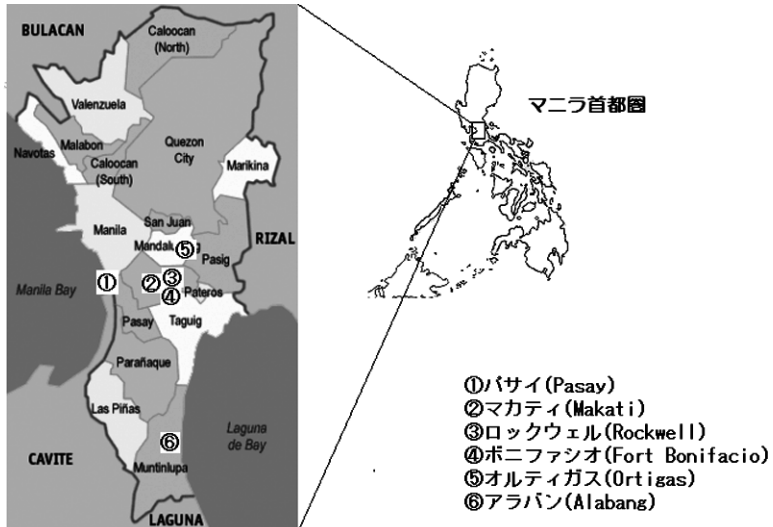 BULACAN
Caloocan
(North)
Valenzuela
Malabon
Navotas
Caloocan
(South)
Quezon
City
Marikina
San Juan
Manila
RIZAL
⑤
Pasig
Manila Bay
①
②
③
④
Pateros
Pasay
Taguig
Parañaque
Las Piñas
Laguna
de Bay
⑥
CAVITE
Muntinlupa
LAGUNA
マニラ首都圏
①パサイ(Pasay)
②マカティ(Makati)
③ロックウェル(Rockwell)
④ボニファシオ(Fort Bonifacio)
⑤オルティガス(Ortigas)
⑥アラバン(Alabang)